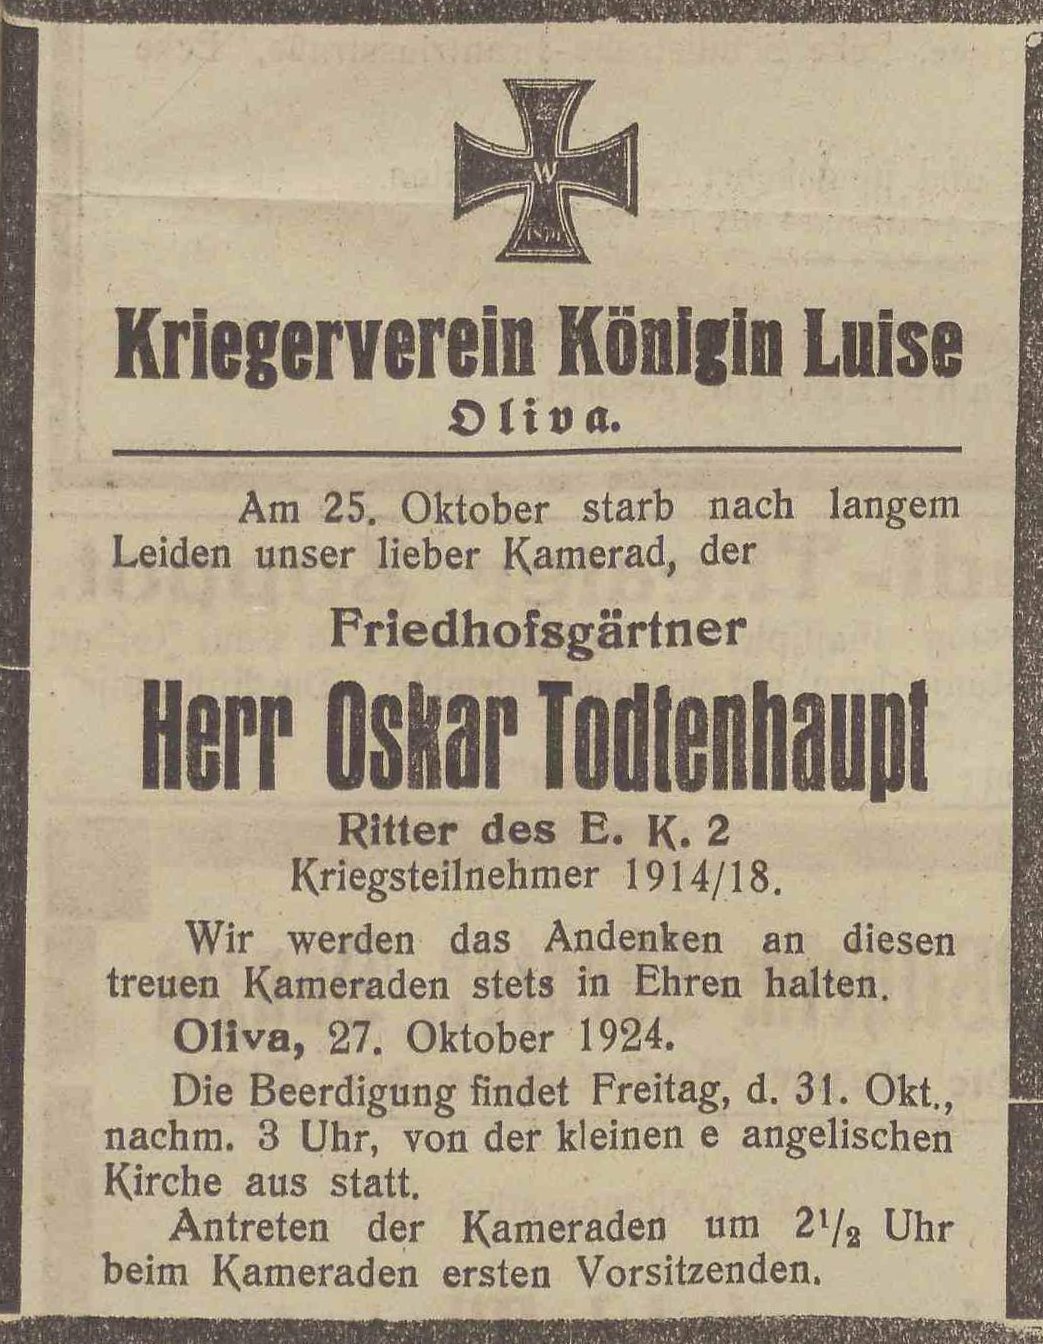 W
1870
Kriegerverein Königin Luise
Oliva.
Am 25. Oktober starb nach langem
Leiden unser lieber Kamerad, der
Friedhofsgärtner
Herr Oskar Todtenhaupt
Ritter des E. K. 2
Kriegsteilnehmer 1914/18.
Wir werden das Andenken an diesen
treuen Kameraden stets in Ehren halten.
Oliva, 27. Oktober 1924.
Die Beerdigung findet Freitag, d. 31. Okt.,
nachm. 3 Uhr, von der kleinen e angelischen
Kirche aus statt.
Antreten der Kameraden um 2½ Uhr
beim Kameraden ersten Vorsitzenden.